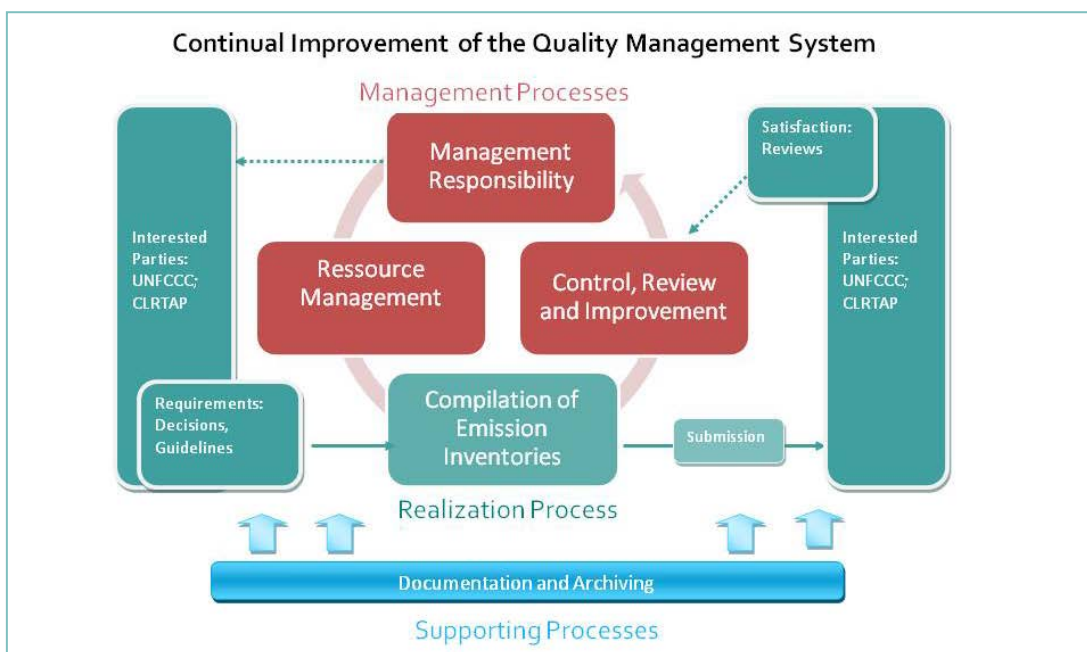 Continual Improvement of the Quality Management System
Management Processes
Management
Responsibility
Satisfaction:
Reviews
Interested
Parties:
UNFCCC;
CLRTAP
Ressource
Management
Control, Review
and Improvement
Interested
Parties:
UNFCCC;
CLRTAP
Requirements:
Decisions,
Guidelines
Compilation of
Emission
Inventories
Submission
Realization Process
Documentation and Archiving
Supporting Processes